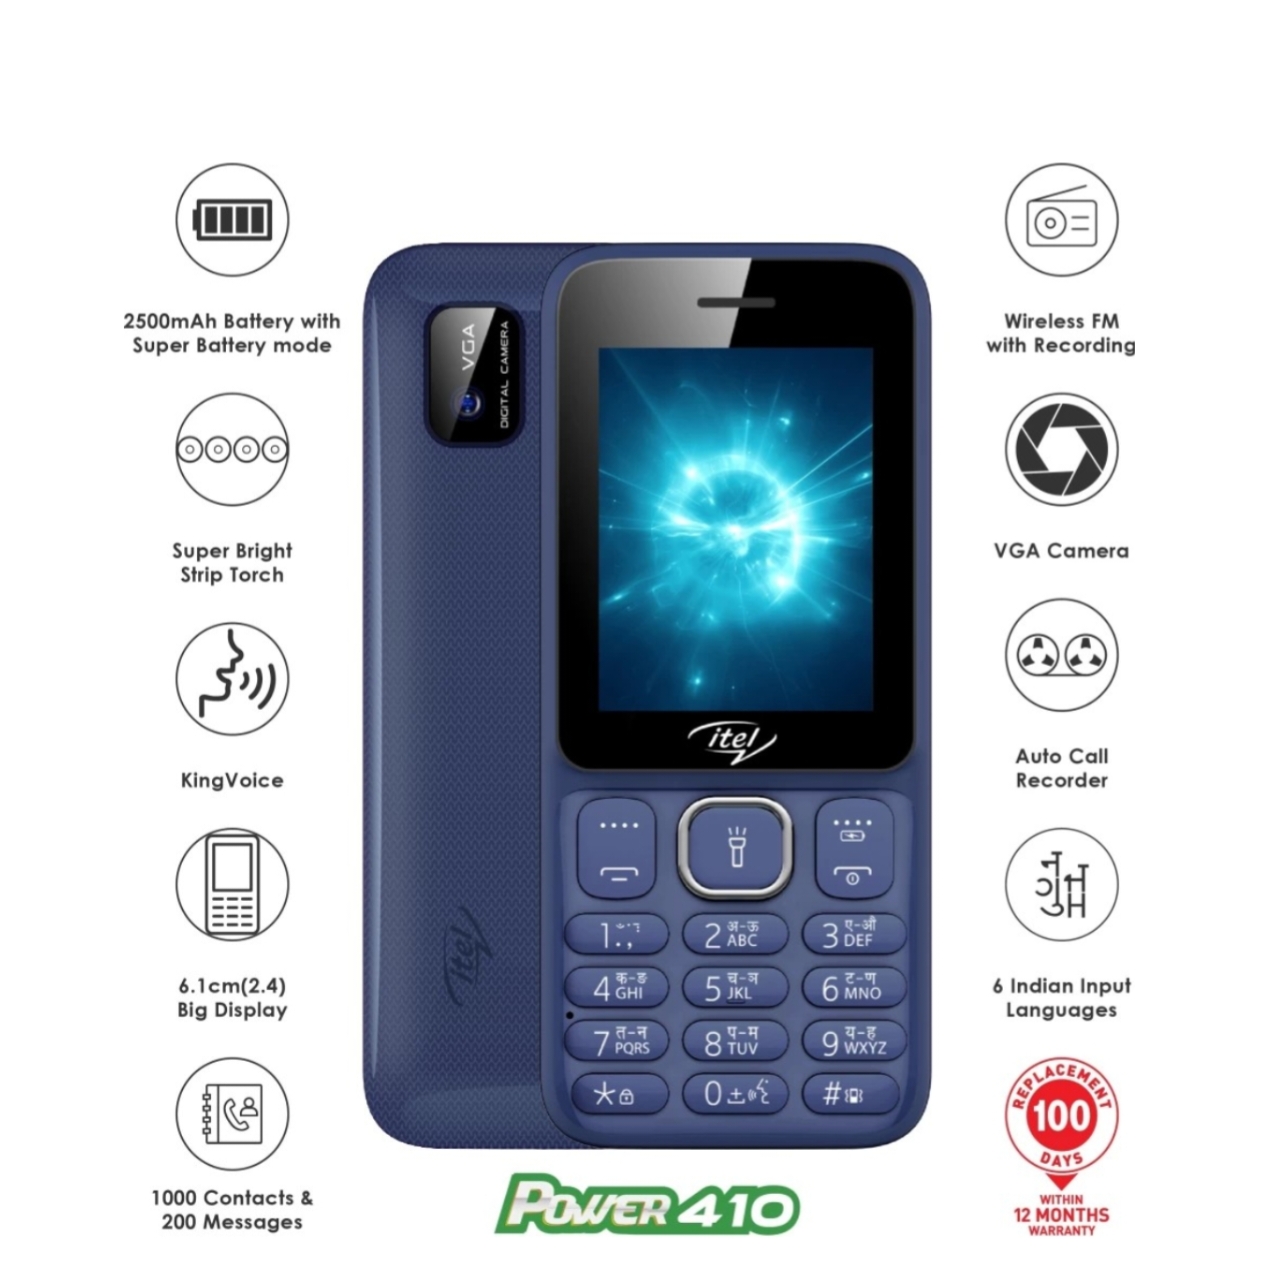 2500mAh Battery with
Super Battery mode
Super Bright
Strip Torch
KingVoice
6.1cm(2.4)
Big Display
1000 Contacts &
200 Messages
VGA
DIGITAL CAMERA
itel
itel
1 . ,
2 अ-ऊ ABC
3 ए-औ DEF
4 क-ङ GHI
5 च-ञ JKL
6 ट-ण MNO
7 त-न PQRS
8 प-म TUV
9 य-ह WXYZ
*
0 +
#
POWER 410
Wireless FM
with Recording
VGA Camera
Auto Call
Recorder
6 Indian Input
Languages
REPLACEMENT
100
DAYS
WITHIN
12 MONTHS
WARRANTY